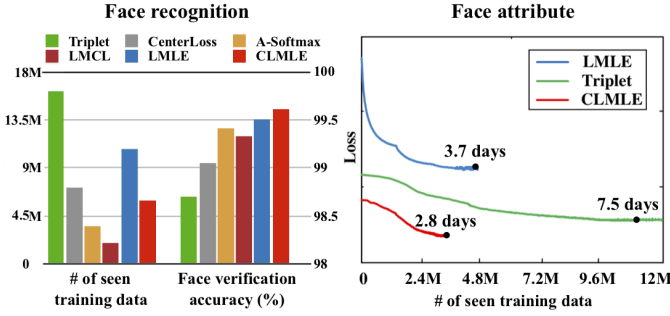 Face recognition
Triplet CenterLoss A-Softmax
LMCL LMLE CLMLE
18M
13.5M
9M
4.5M
0
100
99.5
99
98.5
98
# of seen
training data
Face verification
accuracy (%)
Face attribute
Loss
LMLE
Triplet
CLMLE
3.7 days
7.5 days
2.8 days
0 2.4M 4.8M 7.2M 9.6M 12M
# of seen training data